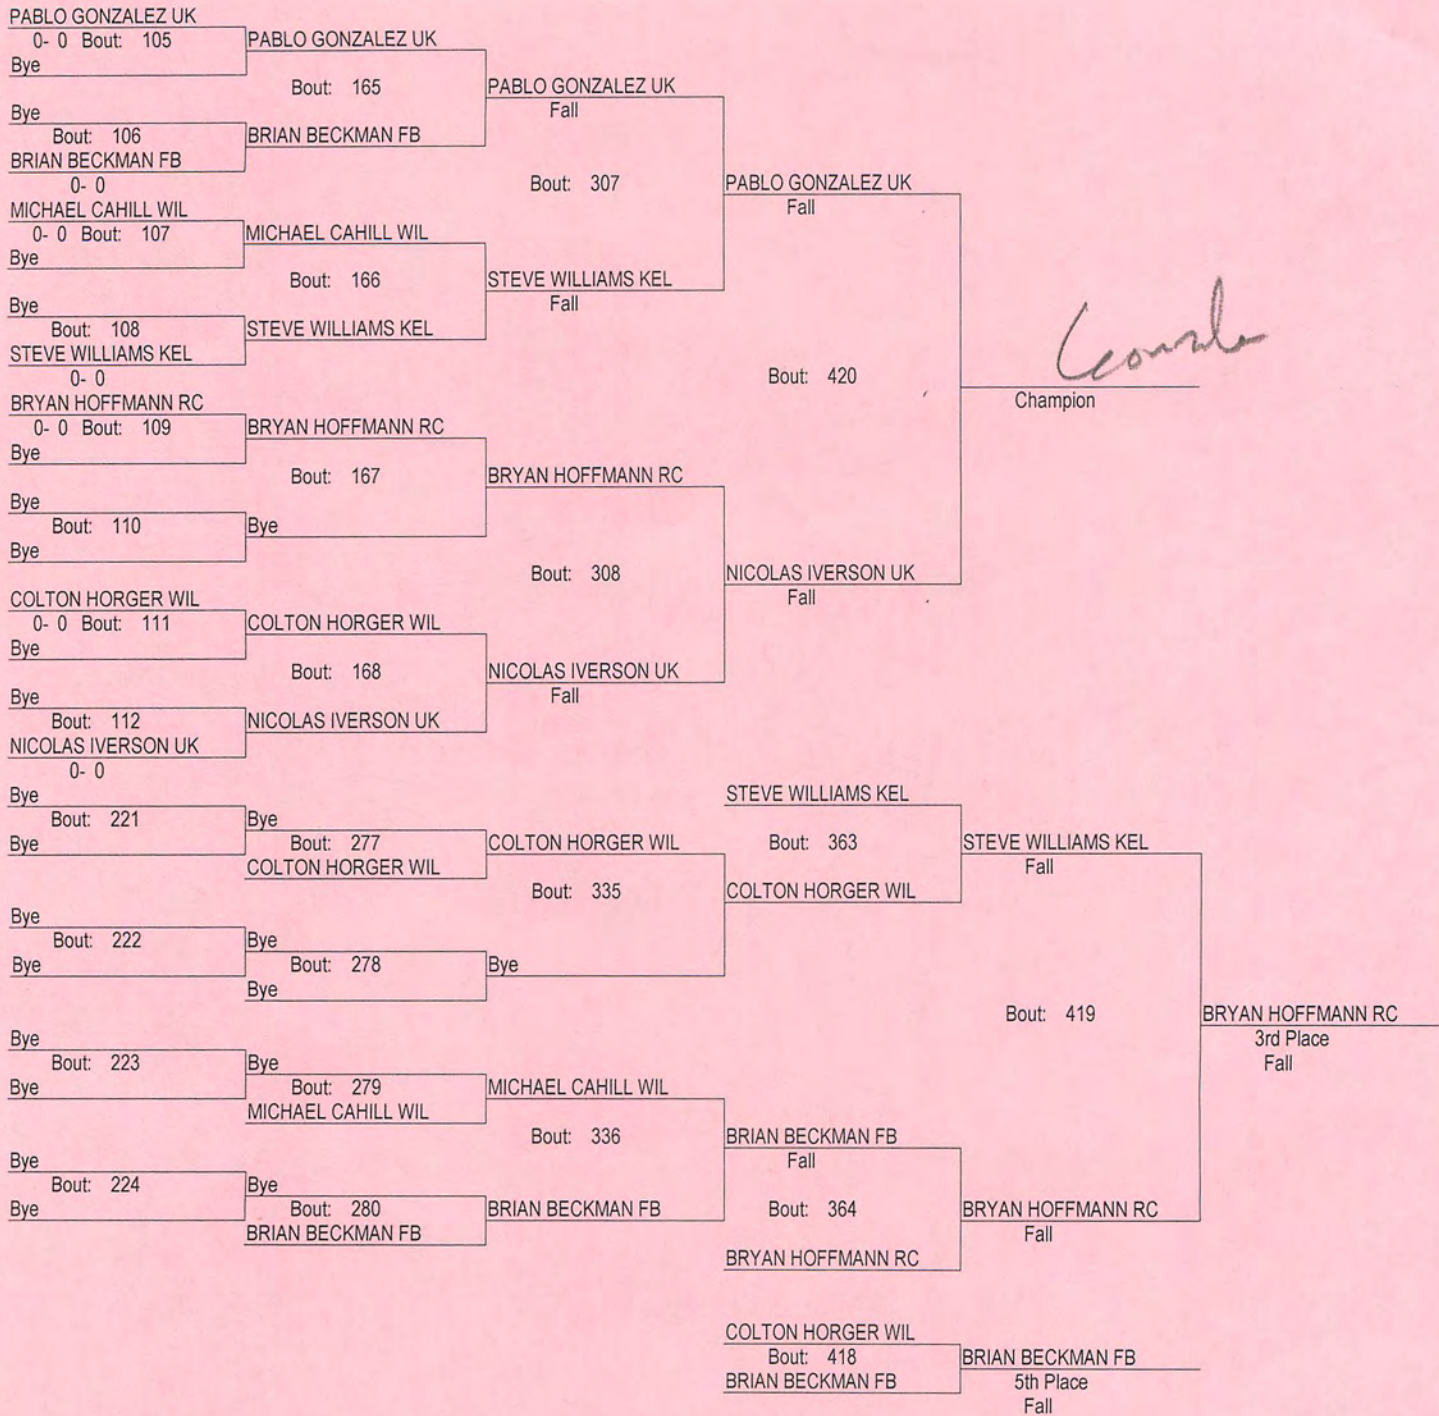 PABLO GONZALEZ UK
0- 0 Bout: 105
PABLO GONZALEZ UK
Bye
Bout: 165
PABLO GONZALEZ UK
Fall
Bye
Bout: 106
BRIAN BECKMAN FB
BRIAN BECKMAN FB
0- 0
Bout: 307
PABLO GONZALEZ UK
Fall
MICHAEL CAHILL WIL
0- 0 Bout: 107
MICHAEL CAHILL WIL
Bye
Bout: 166
STEVE WILLIAMS KEL
Fall
Bye
Bout: 108
STEVE WILLIAMS KEL
STEVE WILLIAMS KEL
0- 0
Bout: 420
Champion
BRYAN HOFFMANN RC
0- 0 Bout: 109
BRYAN HOFFMANN RC
Bye
Bout: 167
BRYAN HOFFMANN RC
Bye
Bout: 110
Bye
Bye
Bout: 308
NICOLAS IVERSON UK
Fall
COLTON HORGER WIL
0- 0 Bout: 111
COLTON HORGER WIL
Bye
Bout: 168
NICOLAS IVERSON UK
Fall
Bye
Bout: 112
NICOLAS IVERSON UK
NICOLAS IVERSON UK
0- 0
Bye
STEVE WILLIAMS KEL
Bout: 221
Bye
Bye
Bout: 277
COLTON HORGER WIL
Bout: 363
STEVE WILLIAMS KEL
Fall
COLTON HORGER WIL
Bout: 335
COLTON HORGER WIL
Bye
Bout: 222
Bye
Bye
Bout: 278
Bye
Bye
Bout: 419
BRYAN HOFFMANN RC
3rd Place
Fall
Bye
Bout: 223
Bye
Bye
Bout: 279
MICHAEL CAHILL WIL
MICHAEL CAHILL WIL
Bout: 336
BRIAN BECKMAN FB
Fall
Bye
Bout: 224
Bye
Bye
Bout: 280
BRIAN BECKMAN FB
Bout: 364
BRYAN HOFFMANN RC
Fall
BRIAN BECKMAN FB
BRYAN HOFFMANN RC
COLTON HORGER WIL
Bout: 418
BRIAN BECKMAN FB
BRIAN BECKMAN FB
5th Place
Fall